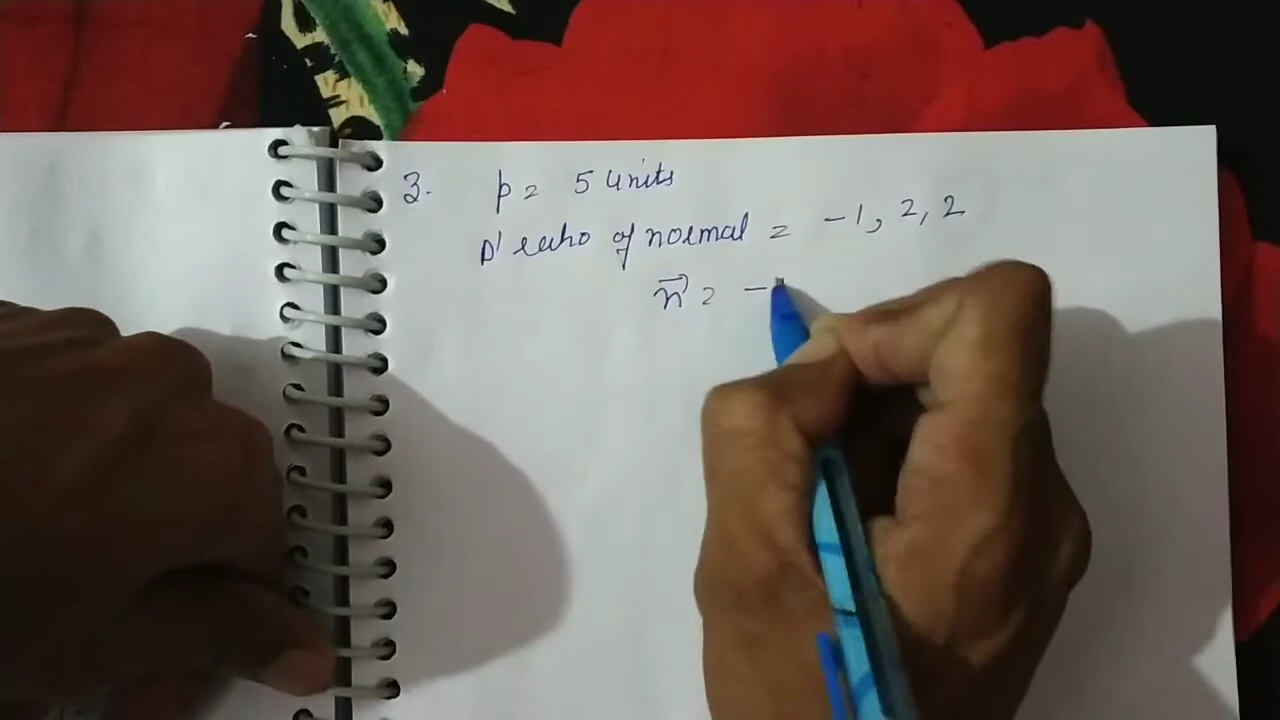 3. p = 5 units
D' ratio of normal = -1, 2, 2
n⃗ = -